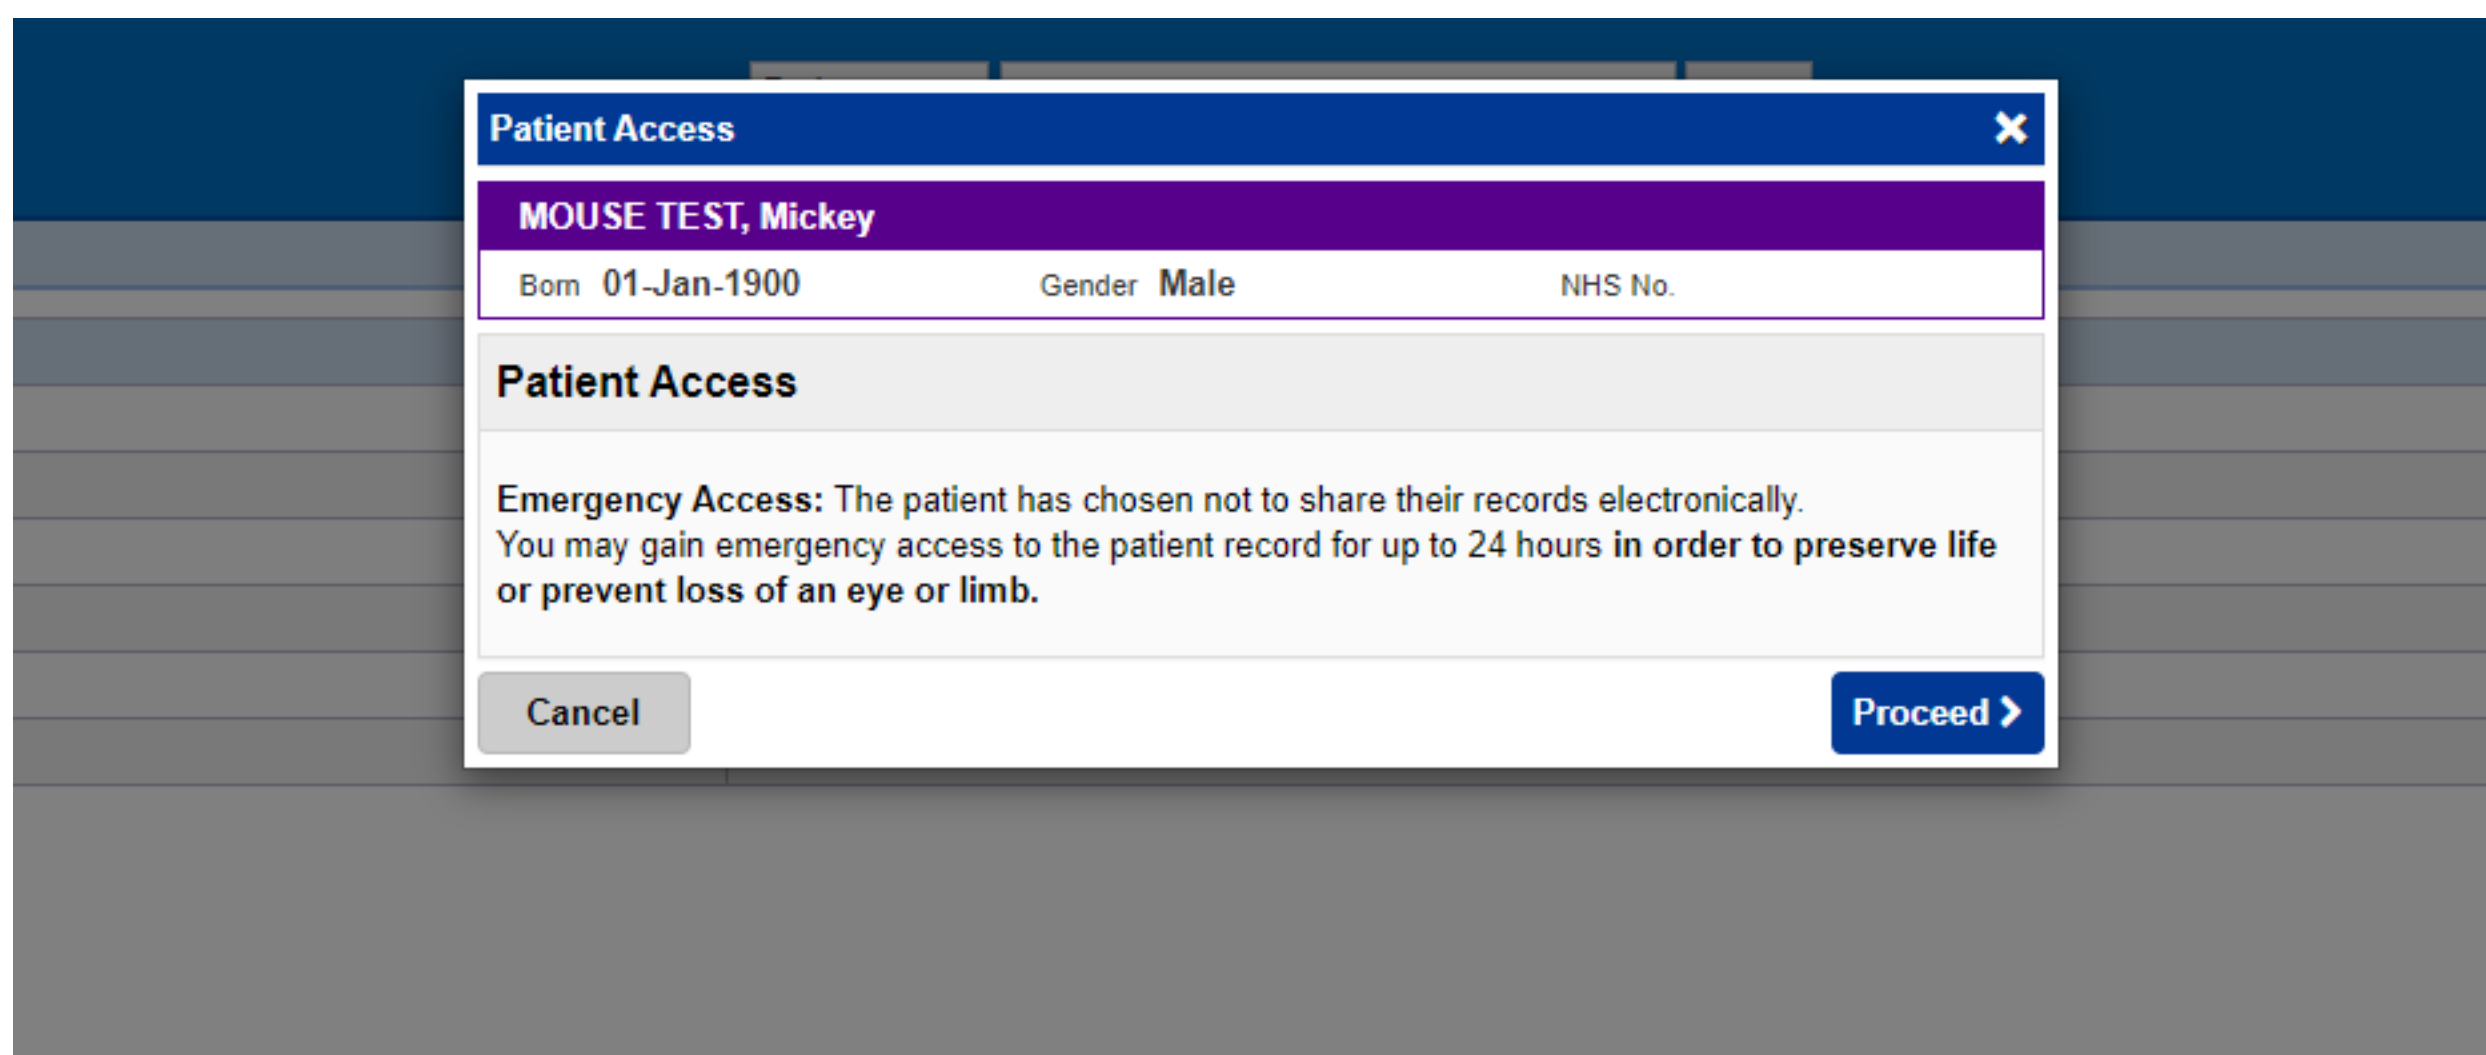 Patient Access
MOUSE TEST, Mickey
Born 01-Jan-1900 Gender Male NHS No.
Patient Access
Emergency Access: The patient has chosen not to share their records electronically.
You may gain emergency access to the patient record for up to 24 hours in order to preserve life
or prevent loss of an eye or limb.
Cancel Proceed